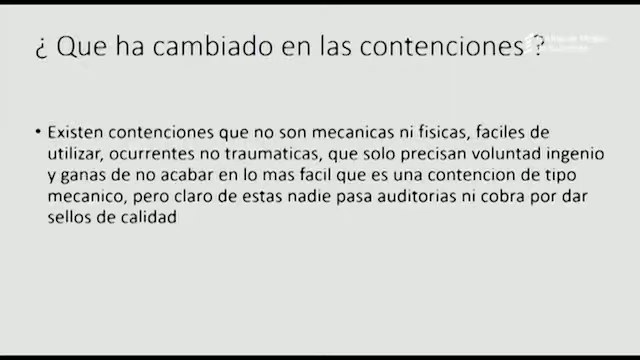 ¿ Que ha cambiado en las contenciones ?
• Existen contenciones que no son mecanicas ni fisicas, faciles de
utilizar, ocurrentes no traumaticas, que solo precisan voluntad ingenio
y ganas de no acabar en lo mas facil que es una contencion de tipo
mecanico, pero claro de estas nadie pasa auditorias ni cobra por dar
sellos de calidad